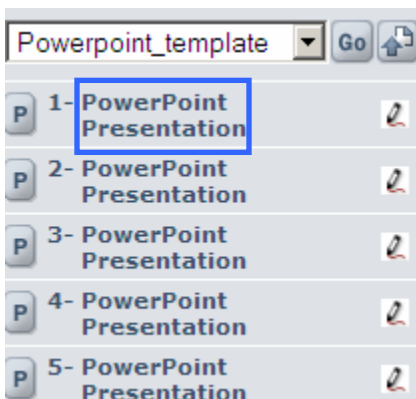 Powerpoint_template Go
P 1- PowerPoint
Presentation
P 2- PowerPoint
Presentation
P 3- PowerPoint
Presentation
P 4- PowerPoint
Presentation
P 5- PowerPoint
Presentation